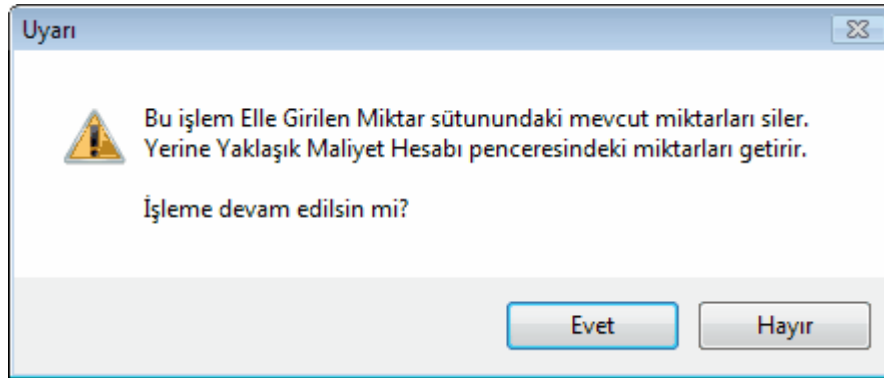 Uyarı
Bu işlem Elle Girilen Miktar sütunundaki mevcut miktarları siler.
Yerine Yaklaşık Maliyet Hesabı penceresindeki miktarları getirir.
İşleme devam edilsin mi?
Evet
Hayır